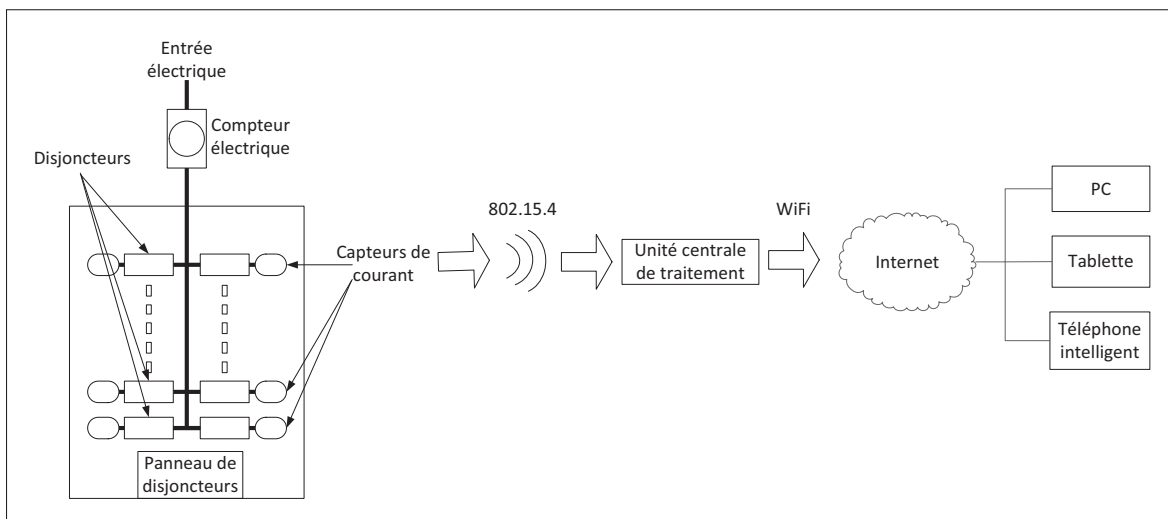 Entrée
électrique
Compteur
électrique
Disjoncteurs
Capteurs de
courant
Panneau de
disjoncteurs
802.15.4
Unité centrale
de traitement
WiFi
Internet
PC
Tablette
Téléphone
intelligent